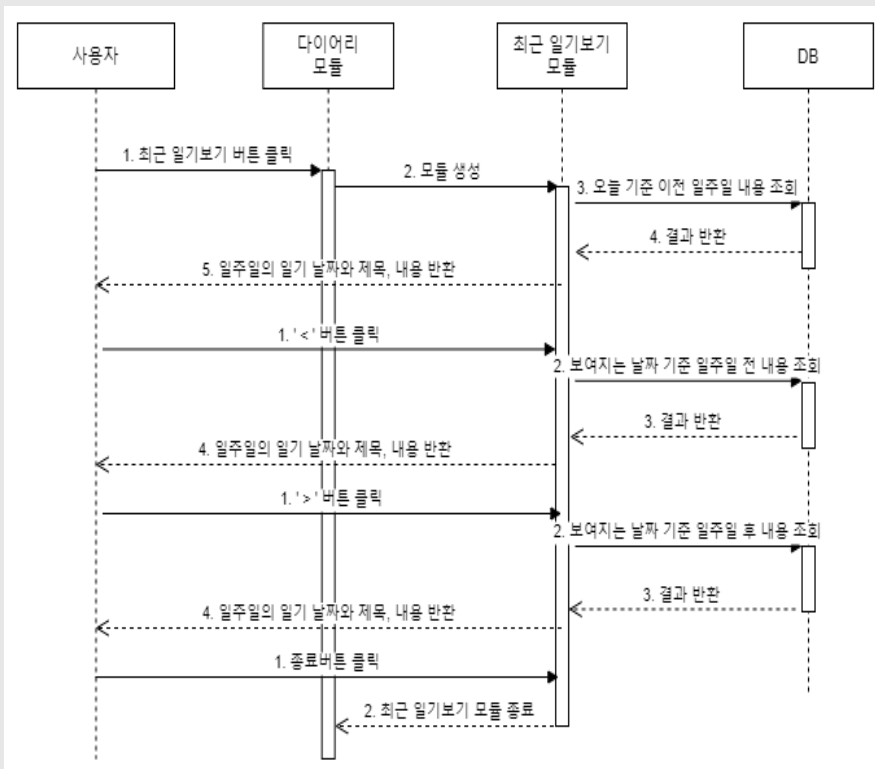 사용자
다이어리
모듈
최근 일기보기
모듈
DB
1. 최근 일기보기 버튼 클릭
2. 모듈 생성
3. 오늘 기준 이전 일주일 내용 조회
4. 결과 반환
5. 일주일의 일기 날짜와 제목, 내용 반환
1. ' < ' 버튼 클릭
2. 보여지는 날짜 기준 일주일 전 내용 조회
3. 결과 반환
4. 일주일의 일기 날짜와 제목, 내용 반환
1. ' > ' 버튼 클릭
2. 보여지는 날짜 기준 일주일 후 내용 조회
3. 결과 반환
4. 일주일의 일기 날짜와 제목, 내용 반환
1. 종료버튼 클릭
2. 최근 일기보기 모듈 종료